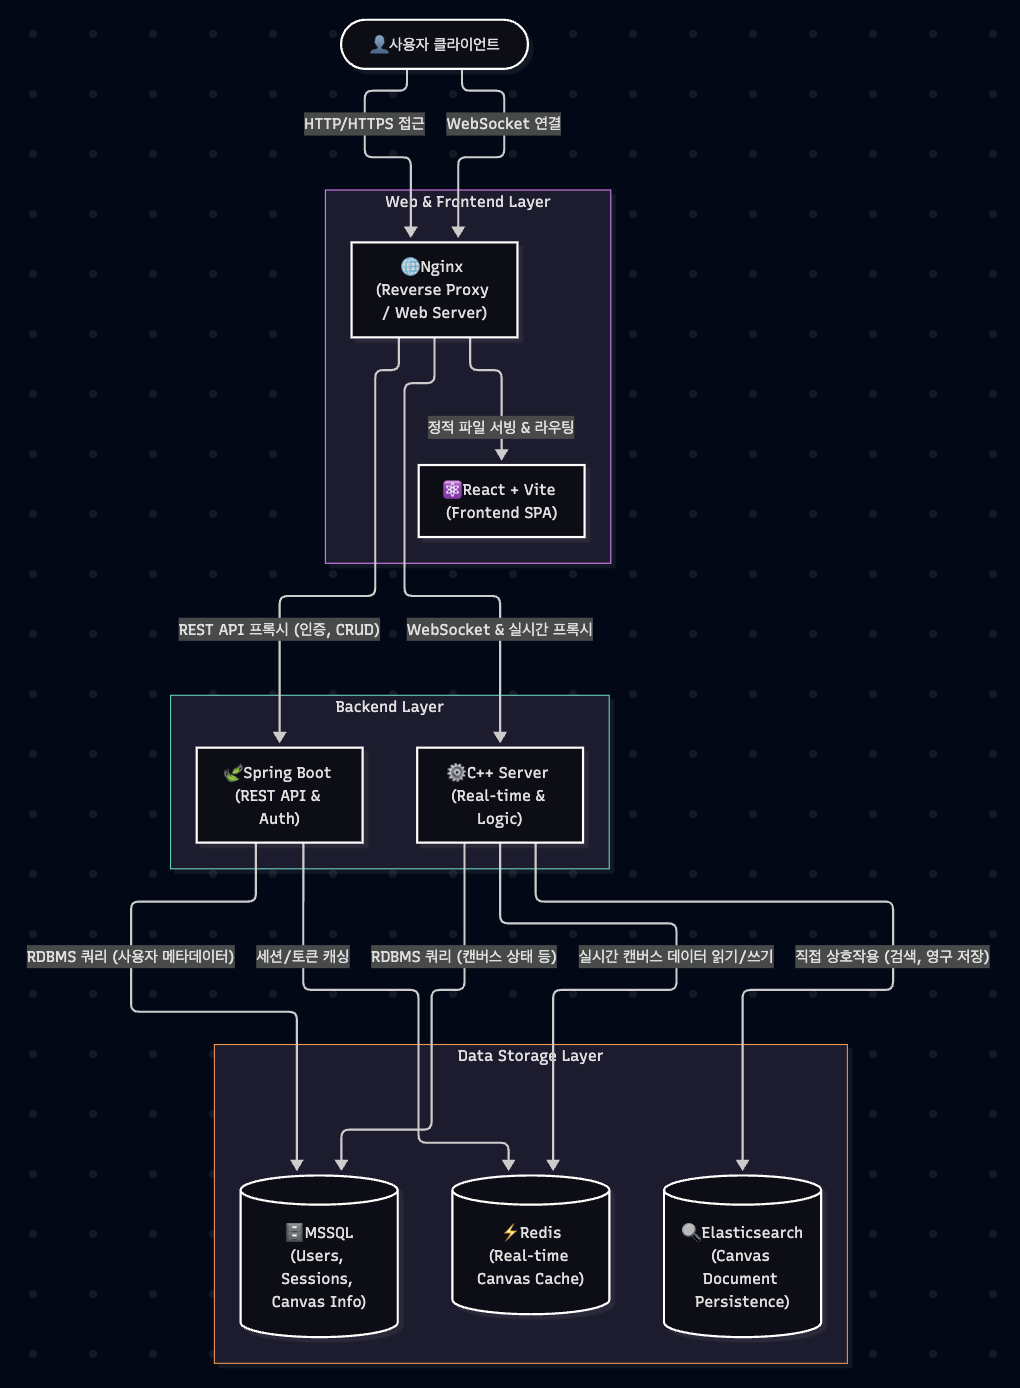 👤사용자 클라이언트
HTTP/HTTPS 접근
WebSocket 연결
Web & Frontend Layer
🌐Nginx
(Reverse Proxy
/ Web Server)
정적 파일 서빙 & 라우팅
⚛️React + Vite
(Frontend SPA)
REST API 프록시 (인증, CRUD)
WebSocket & 실시간 프록시
Backend Layer
🌿Spring Boot
(REST API &
Auth)
⚙️C++ Server
(Real-time &
Logic)
RDBMS 쿼리 (사용자 메타데이터)
세션/토큰 캐싱
RDBMS 쿼리 (캔버스 상태 등)
실시간 캔버스 데이터 읽기/쓰기
직접 상호작용 (검색, 영구 저장)
Data Storage Layer
🗄️MSSQL
(Users,
Sessions,
Canvas Info)
⚡Redis
(Real-time
Canvas Cache)
🔍Elasticsearch
(Canvas
Document
Persistence)